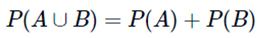 P(A ∪ B) = P(A) + P(B)